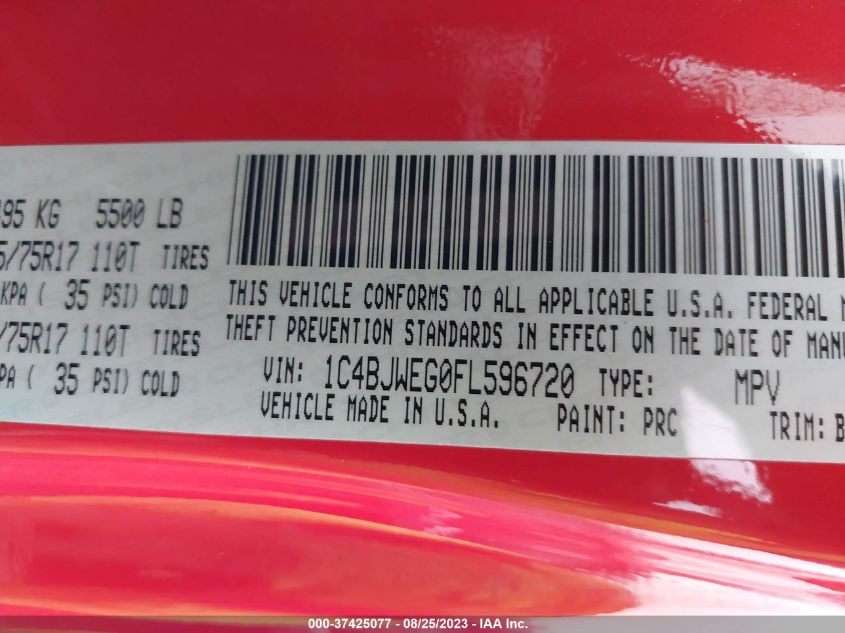 495 KG 5500 LB
5/75R17 110T TIRES
KPA ( 35 PSI) COLD
/75R17 110T TIRES
PA ( 35 PSI) COLD
THIS VEHICLE CONFORMS TO ALL APPLICABLE U.S.A. FEDERAL M
THEFT PREVENTION STANDARDS IN EFFECT ON THE DATE OF MANU
VIN: 1C4BJWEG0FL596720 TYPE: MPV
VEHICLE MADE IN U.S.A. PAINT: PRC TRIM: B
000-37425077 - 08/25/2023 - IAA Inc.